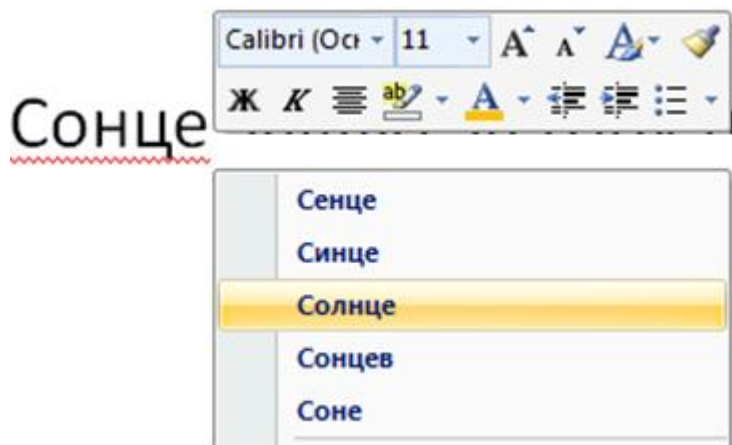 Calibri (Осн 11
Ж К
Сонце
Сенце
Синце
Солнце
Сонцев
Соне